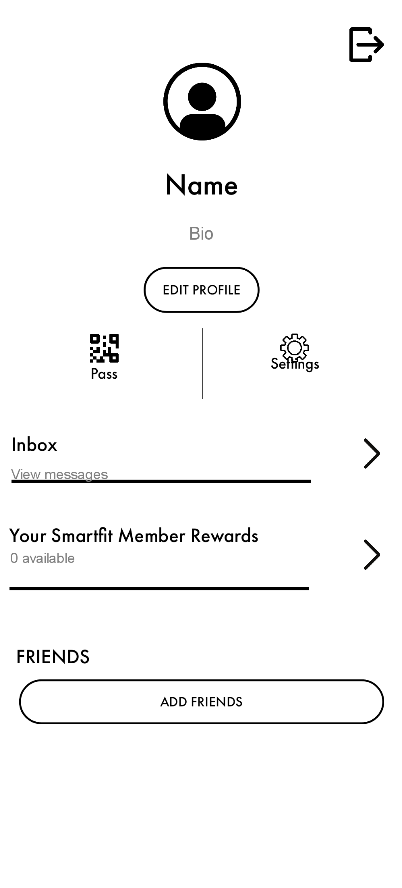 Name
Bio
EDIT PROFILE
Pass
Settings
Inbox
View messages
Your Smartfit Member Rewards
0 available
FRIENDS
ADD FRIENDS